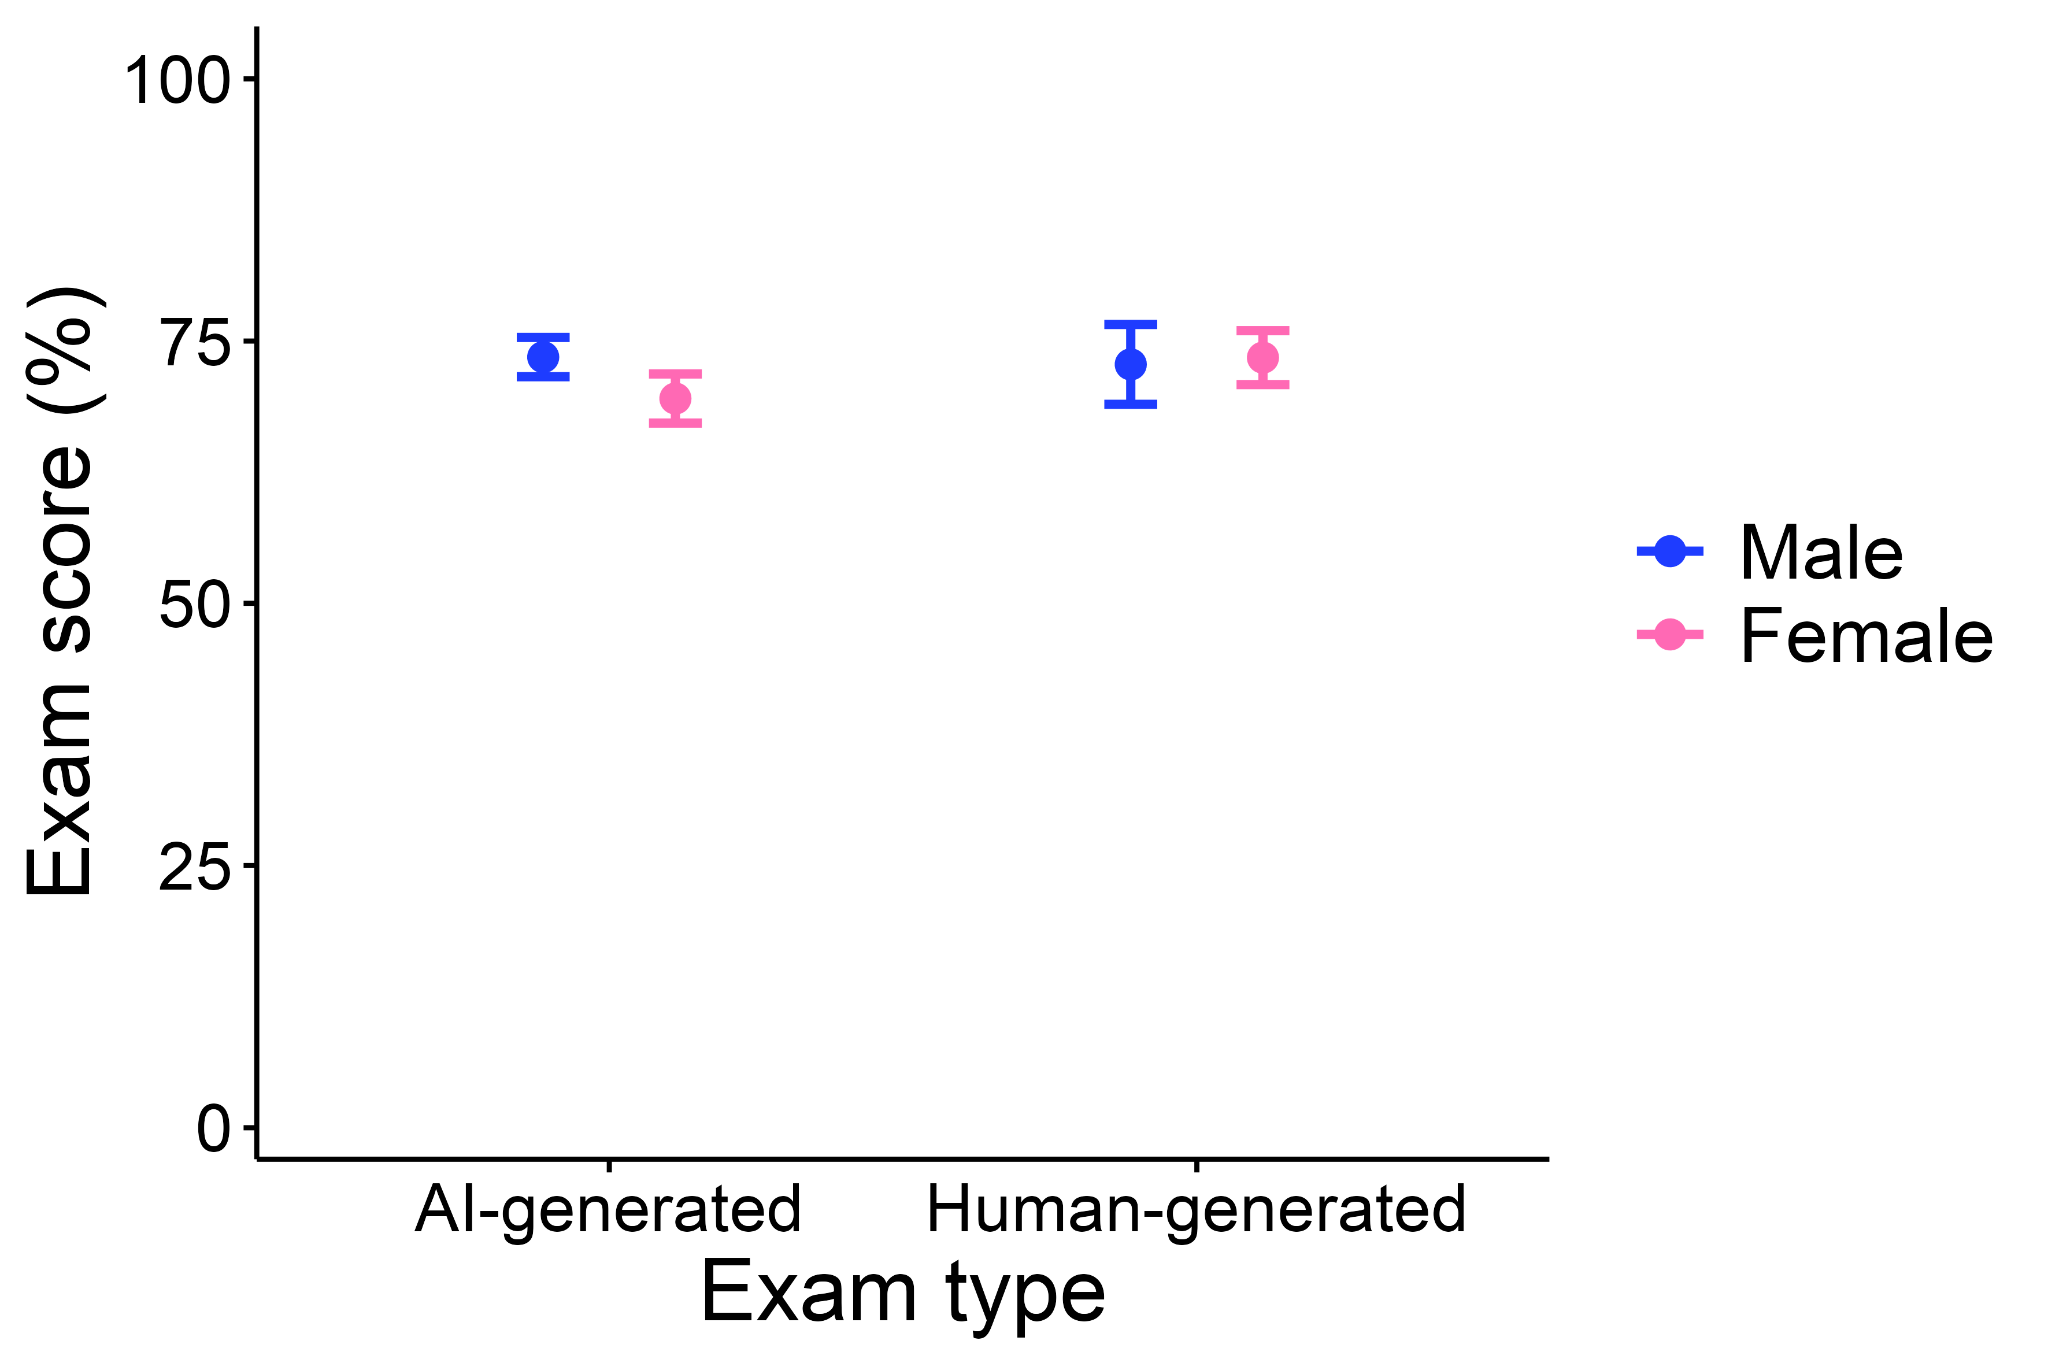 100
75
50
25
0
Exam score (%)
AI-generated
Human-generated
Exam type
Male
Female